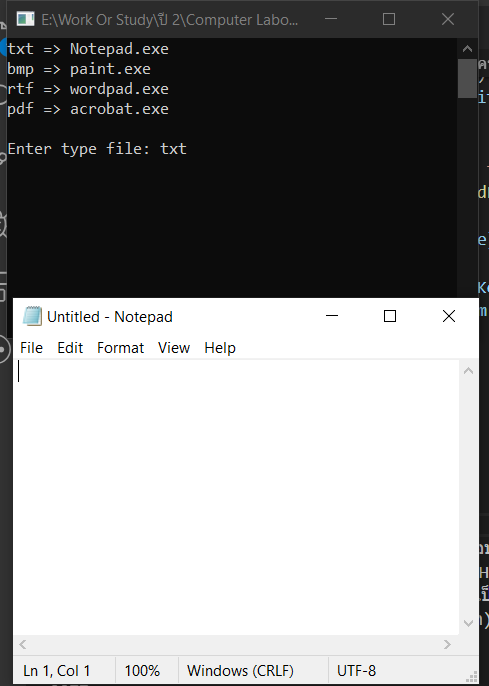 E:\Work Or Study\ปี 2\Computer Labo...
txt => Notepad.exe
bmp => paint.exe
rtf => wordpad.exe
pdf => acrobat.exe
Enter type file: txt
Untitled - Notepad
File Edit Format View Help
Ln 1, Col 1 100% Windows (CRLF) UTF-8